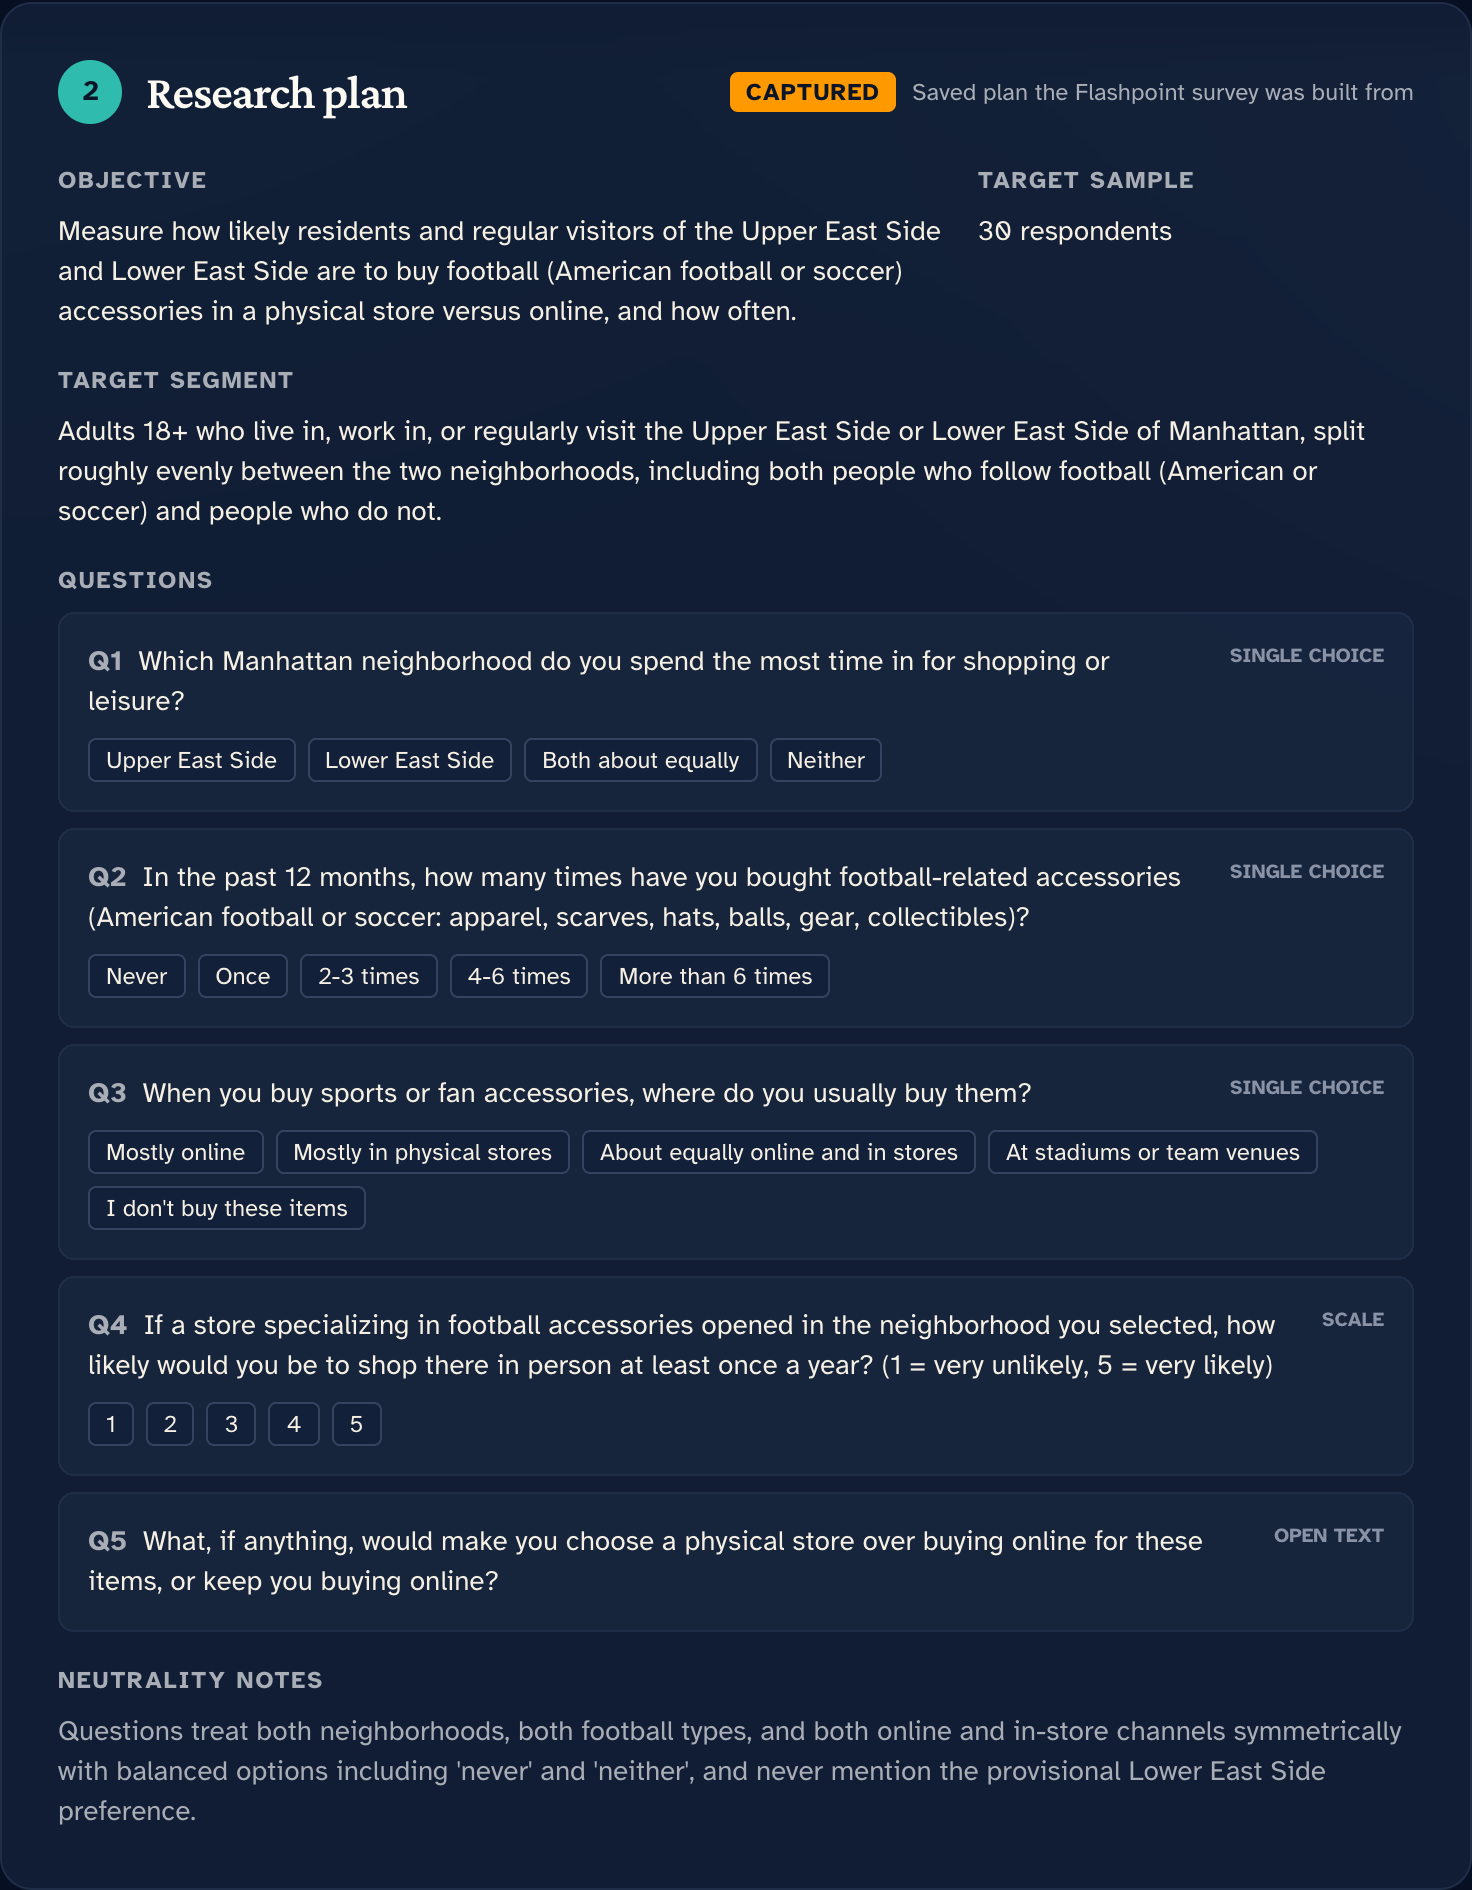 2
Research plan
CAPTURED
Saved plan the Flashpoint survey was built from
OBJECTIVE
Measure how likely residents and regular visitors of the Upper East Side
and Lower East Side are to buy football (American football or soccer)
accessories in a physical store versus online, and how often.
TARGET SAMPLE
30 respondents
TARGET SEGMENT
Adults 18+ who live in, work in, or regularly visit the Upper East Side or Lower East Side of Manhattan, split
roughly evenly between the two neighborhoods, including both people who follow football (American or
soccer) and people who do not.
QUESTIONS
Q1 Which Manhattan neighborhood do you spend the most time in for shopping or
leisure?
SINGLE CHOICE
Upper East Side
Lower East Side
Both about equally
Neither
Q2 In the past 12 months, how many times have you bought football-related accessories
(American football or soccer: apparel, scarves, hats, balls, gear, collectibles)?
SINGLE CHOICE
Never
Once
2-3 times
4-6 times
More than 6 times
Q3 When you buy sports or fan accessories, where do you usually buy them?
SINGLE CHOICE
Mostly online
Mostly in physical stores
About equally online and in stores
At stadiums or team venues
I don't buy these items
Q4 If a store specializing in football accessories opened in the neighborhood you selected, how
likely would you be to shop there in person at least once a year? (1 = very unlikely, 5 = very likely)
SCALE
1
2
3
4
5
Q5 What, if anything, would make you choose a physical store over buying online for these
items, or keep you buying online?
OPEN TEXT
NEUTRALITY NOTES
Questions treat both neighborhoods, both football types, and both online and in-store channels symmetrically
with balanced options including 'never' and 'neither', and never mention the provisional Lower East Side
preference.